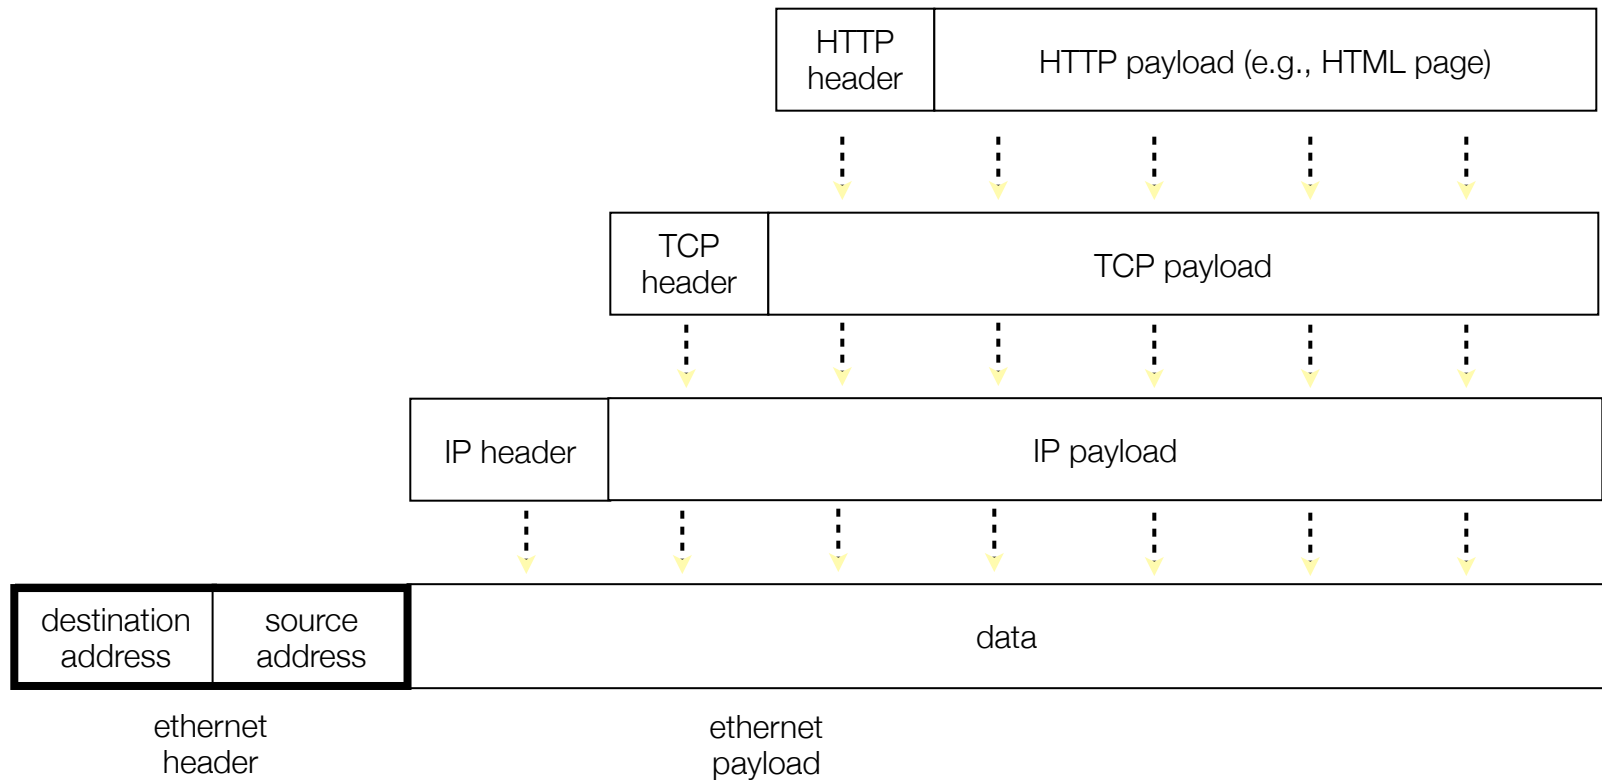 HTTP
header
HTTP payload (e.g., HTML page)
TCP
header
TCP payload
IP header
IP payload
destination
address
source
address
data
ethernet
header
ethernet
payload